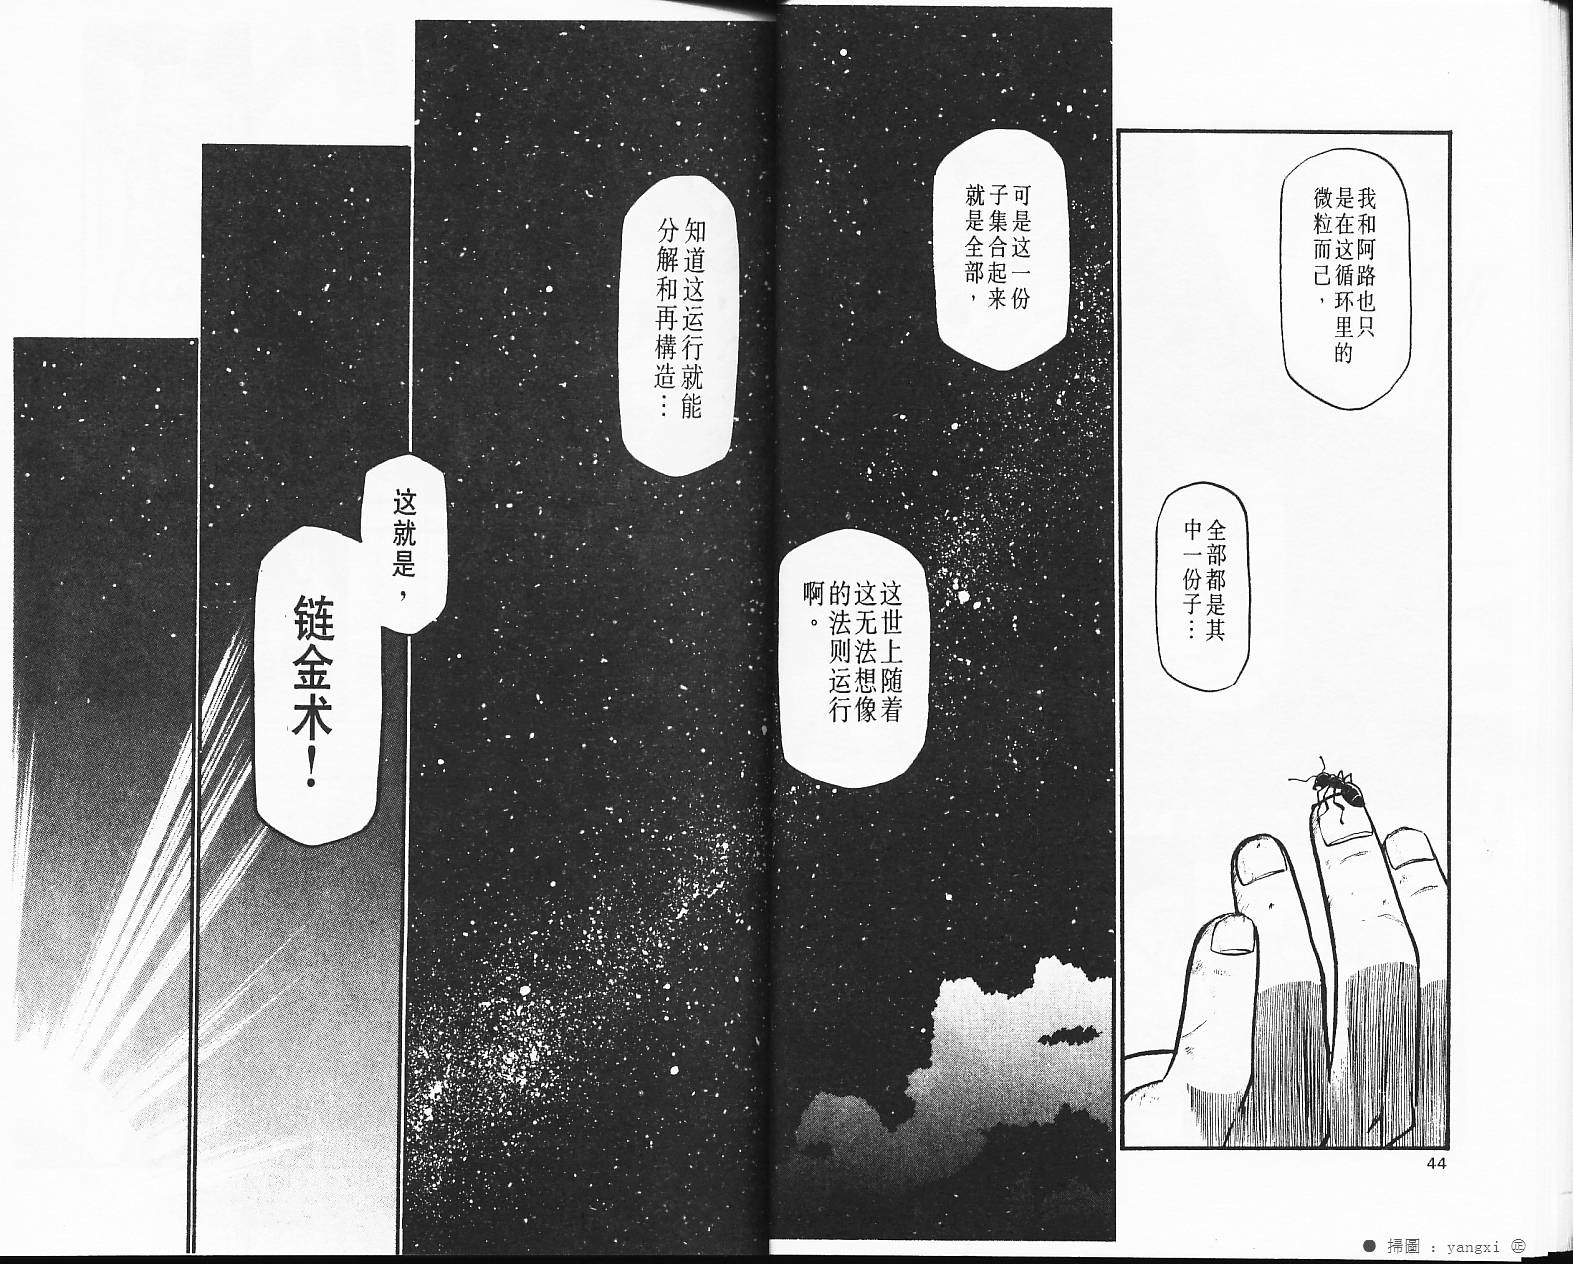 我和阿路也只
是在这循环里的
微粒而己，
全部都是其
中一份子…
可是这一份
子集合起来
就是全部，
这世上随着
这无法想像
的法则运行
啊。
知道这运行就能
分解和再構造…
这就是，
链金术！
44
● 掃圖 : yangxi ㊣